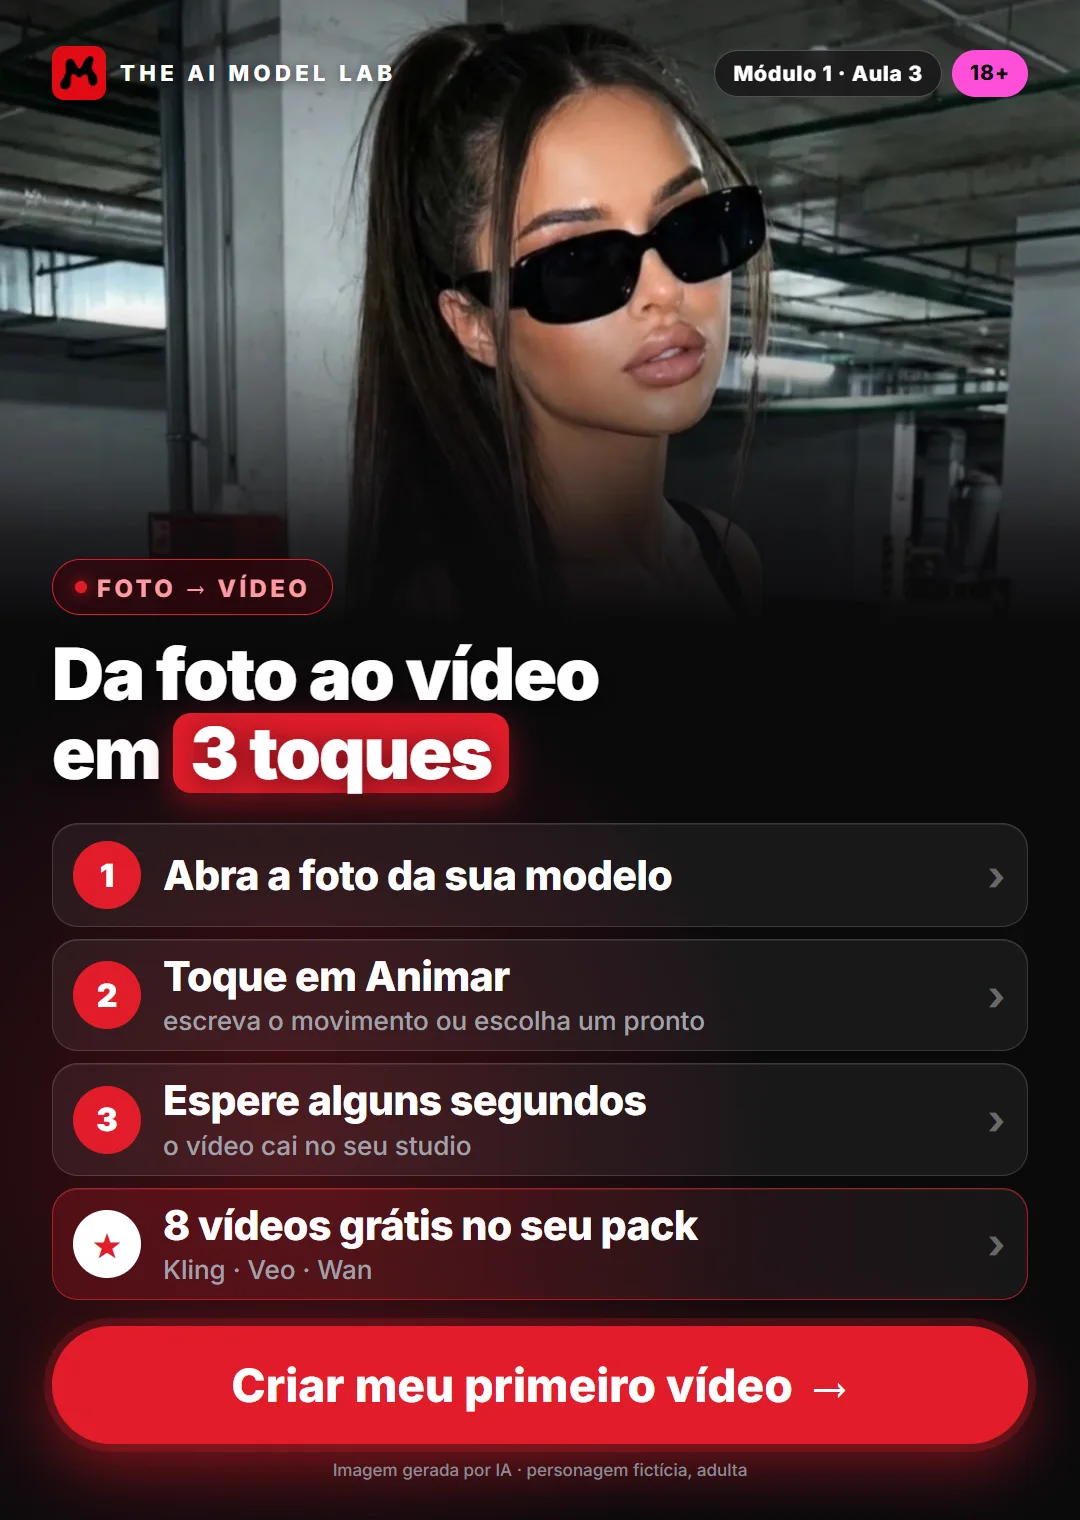 THE AI MODEL LAB
Módulo 1 · Aula 3
18+
FOTO → VÍDEO
Da foto ao vídeo
em 3 toques
1
Abra a foto da sua modelo
2
Toque em Animar
escreva o movimento ou escolha um pronto
3
Espere alguns segundos
o vídeo cai no seu studio
8 vídeos grátis no seu pack
Kling · Veo · Wan
Criar meu primeiro vídeo →
Imagem gerada por IA · personagem fictícia, adulta